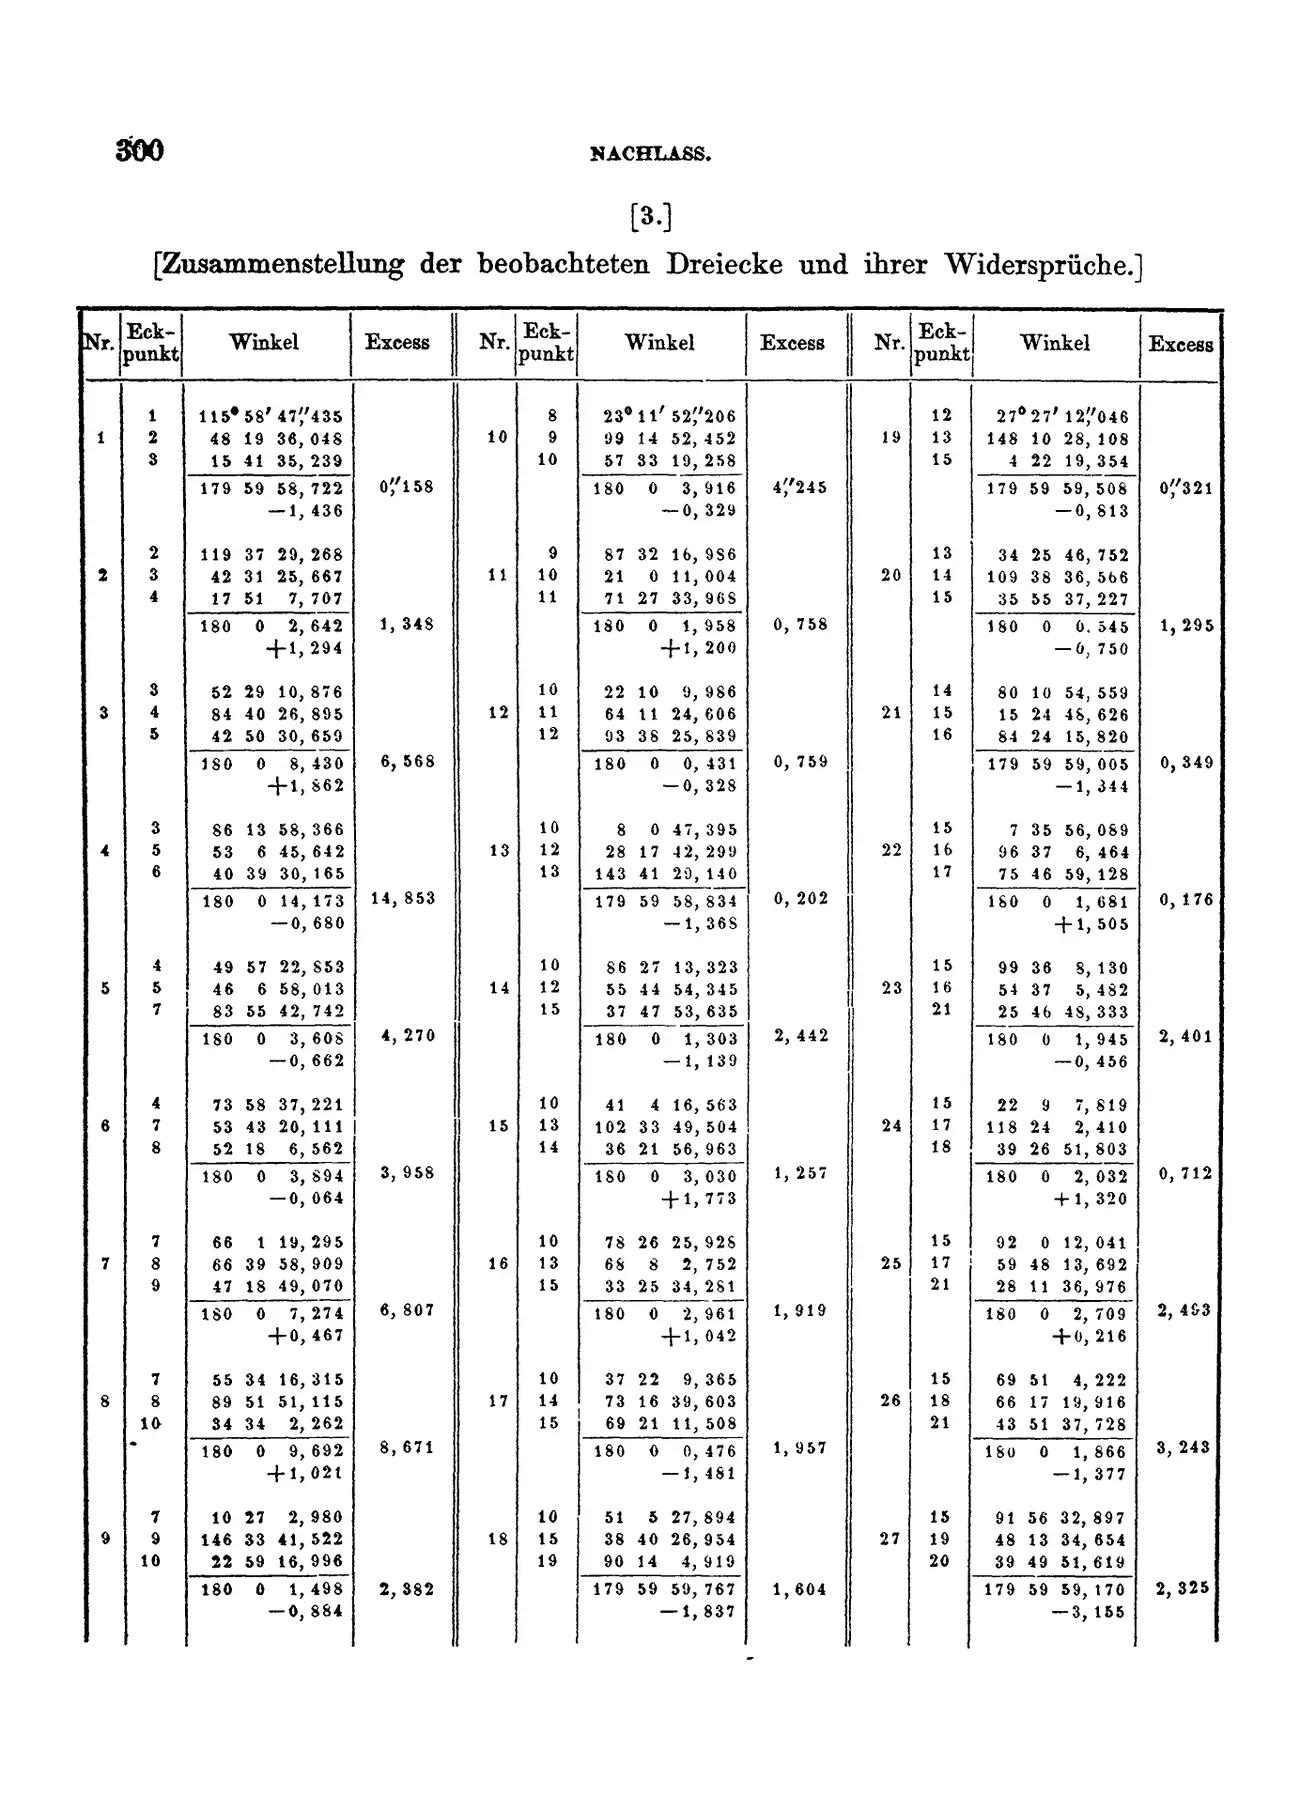 300
NACHLASS.
[3.]
[Zusammenstellung der beobachteten Dreiecke und ihrer Widersprüche.]
Nr. Eck-punkt Winkel Excess Nr. Eck-punkt Winkel Excess Nr. Eck-punkt Winkel Excess
1 115° 58′ 47,″435 8 23° 11′ 52,″206 12 27° 27′ 12,″046
1 2 48 19 36,048 10 9 99 14 52,452 19 13 148 10 28,108
3 15 41 35,239 10 57 33 19,258 15 4 22 19,354
179 59 58,722 0,″158 180 0 3,916 4,″245 179 59 59,508 0,″321
—1,436 —0,329 —0,813
2 119 37 29,268 9 87 32 16,986 13 34 25 46,752
2 3 42 31 25,667 11 10 21 0 11,004 20 14 109 38 36,566
4 17 51 7,707 11 71 27 33,968 15 35 55 37,227
180 0 2,642 1,348 180 0 1,958 0,758 180 0 0.545 1,295
+1,294 +1,200 —0,750
3 52 29 10,876 10 22 10 9,986 14 80 10 54,559
3 4 84 40 26,895 12 11 64 11 24,606 21 15 15 24 48,626
5 42 50 30,659 12 93 38 25,839 16 84 24 15,820
180 0 8,430 6,568 180 0 0,431 0,759 179 59 59,005 0,349
+1,862 —0,328 —1,344
3 86 13 58,366 10 8 0 47,395 15 7 35 56,089
4 5 53 6 45,642 13 12 28 17 42,299 22 16 96 37 6,464
6 40 39 30,165 13 143 41 29,140 17 75 46 59,128
180 0 14,173 14,853 179 59 58,834 0,202 180 0 1,681 0,176
—0,680 —1,368 +1,505
4 49 57 22,853 10 86 27 13,323 15 99 36 8,130
5 5 46 6 58,013 14 12 55 44 54,345 23 16 54 37 5,482
7 83 55 42,742 15 37 47 53,635 21 25 46 48,333
180 0 3,608 4,270 180 0 1,303 2,442 180 0 1,945 2,401
—0,662 —1,139 —0,456
4 73 58 37,221 10 41 4 16,563 15 22 9 7,819
6 7 53 43 20,111 15 13 102 33 49,504 24 17 118 24 2,410
8 52 18 6,562 14 36 21 56,963 18 39 26 51,803
180 0 3,894 3,958 180 0 3,030 1,257 180 0 2,032 0,712
—0,064 +1,773 +1,320
7 66 1 19,295 10 78 26 25,928 15 92 0 12,041
7 8 66 39 58,909 16 13 68 8 2,752 25 17 59 48 13,692
9 47 18 49,070 15 33 25 34,281 21 28 11 36,976
180 0 7,274 6,807 180 0 2,961 1,919 180 0 2,709 2,493
+0,467 +1,042 +0,216
7 55 34 16,315 10 37 22 9,365 15 69 51 4,222
8 8 89 51 51,115 17 14 73 16 39,603 26 18 66 17 19,916
10 34 34 2,262 15 69 21 11,508 21 43 51 37,728
180 0 9,692 8,671 180 0 0,476 1,957 180 0 1,866 3,243
+1,021 —1,481 —1,377
7 10 27 2,980 10 51 5 27,894 15 91 56 32,897
9 9 146 33 41,522 18 15 38 40 26,954 27 19 48 13 34,654
10 22 59 16,996 19 90 14 4,919 20 39 49 51,619
180 0 1,498 2,382 179 59 59,767 1,604 179 59 59,170 2,325
—0,884 —1,837 —3,155